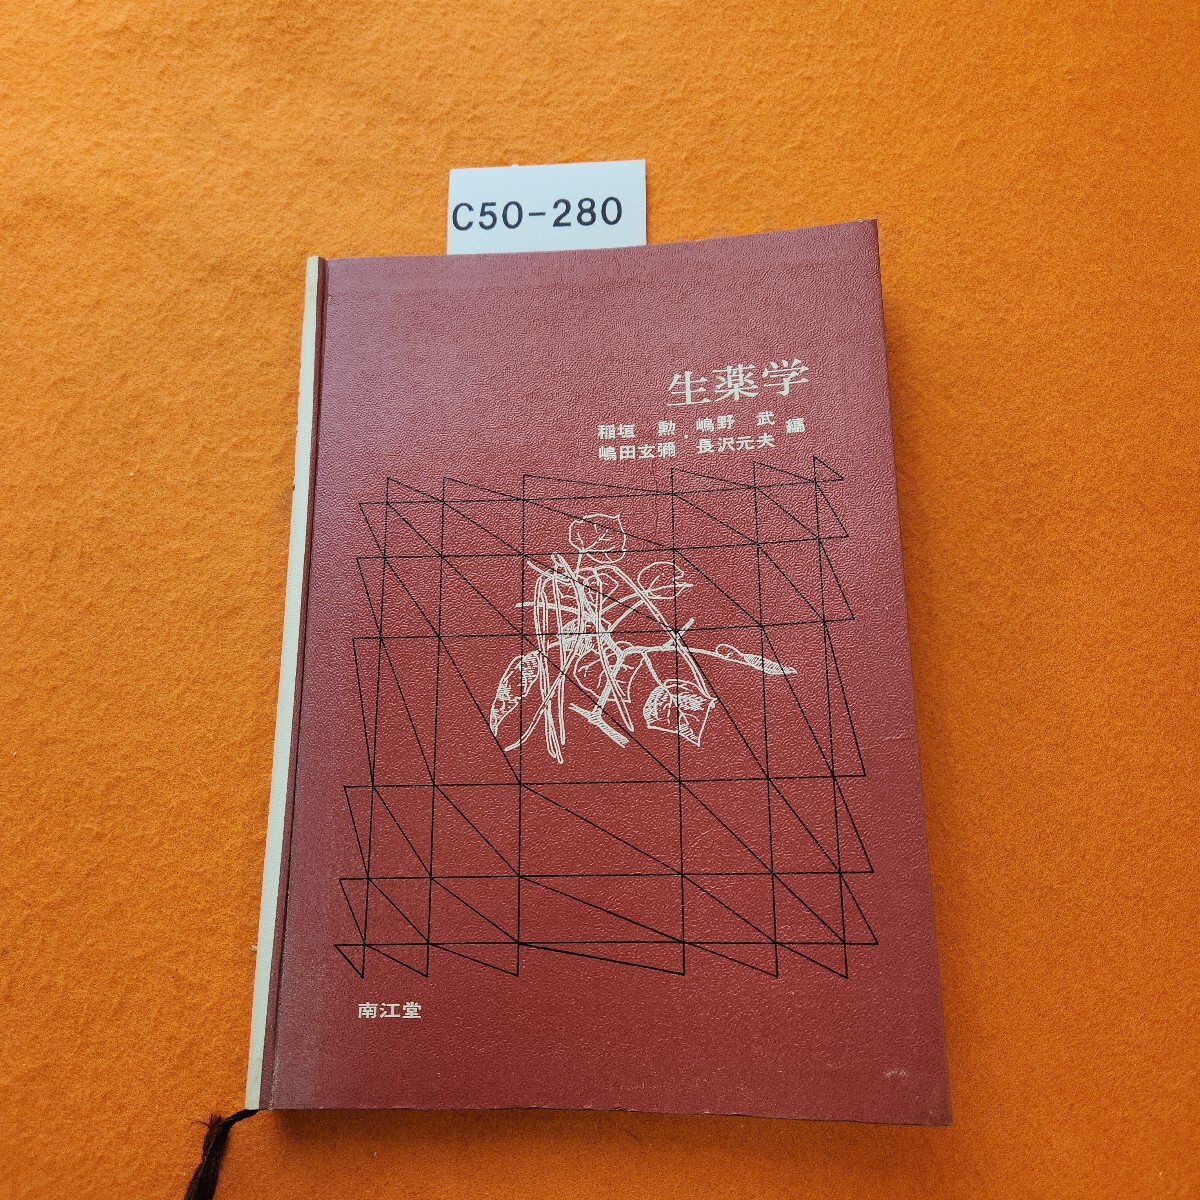 C50-280
生薬学
稲垣 勲・嶋野 武
嶋田玄彌 長沢元夫 編
南江堂